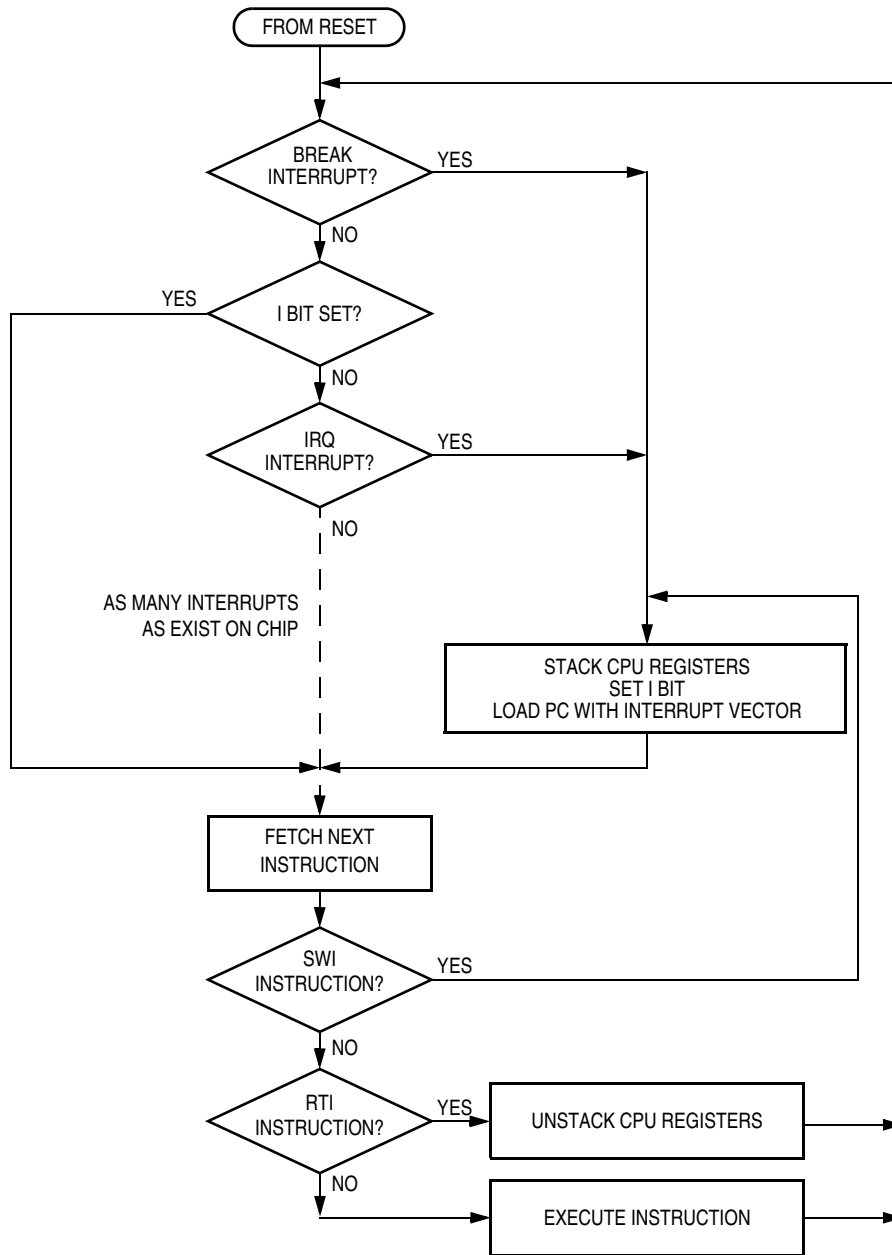 FROM RESET
BREAK
INTERRUPT?
YES
NO
YES
I BIT SET?
NO
IRQ
INTERRUPT?
YES
NO
AS MANY INTERRUPTS
AS EXIST ON CHIP
STACK CPU REGISTERS
SET I BIT
LOAD PC WITH INTERRUPT VECTOR
FETCH NEXT
INSTRUCTION
SWI
INSTRUCTION?
YES
NO
RTI
INSTRUCTION?
YES
UNSTACK CPU REGISTERS
NO
EXECUTE INSTRUCTION